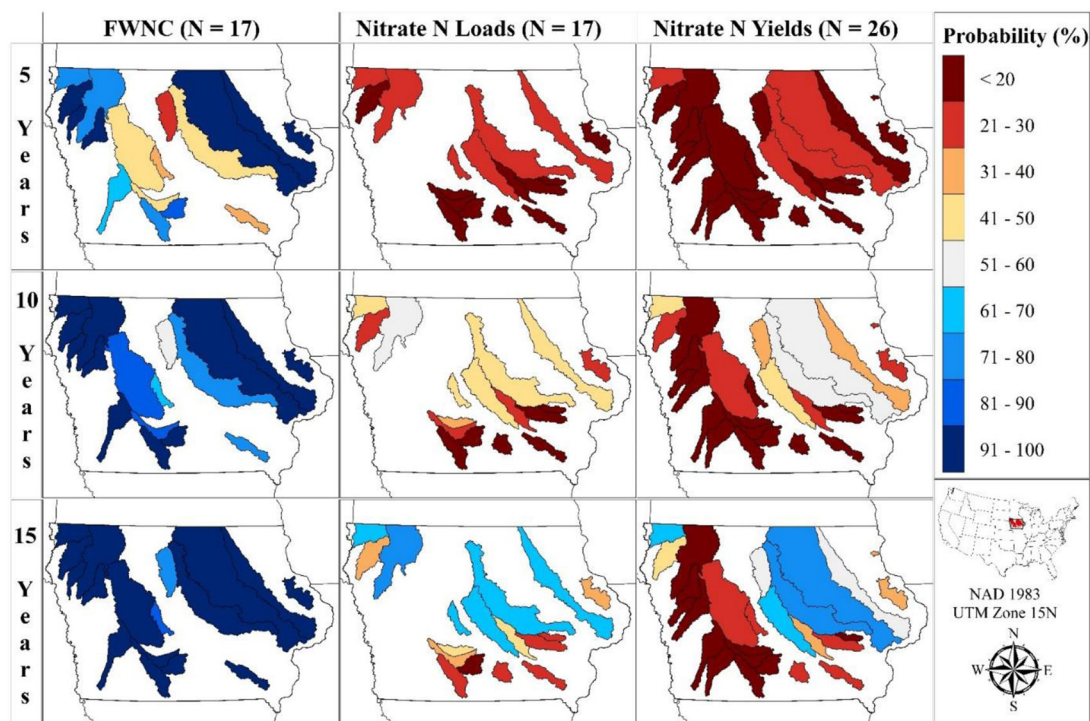 FWNC (N = 17)
Nitrate N Loads (N = 17)
Nitrate N Yields (N = 26)
Probability (%)
5
Y
e
a
r
s
10
Y
e
a
r
s
15
Y
e
a
r
s
< 20
21 - 30
31 - 40
41 - 50
51 - 60
61 - 70
71 - 80
81 - 90
91 - 100
NAD 1983
UTM Zone 15N
N
W
E
S